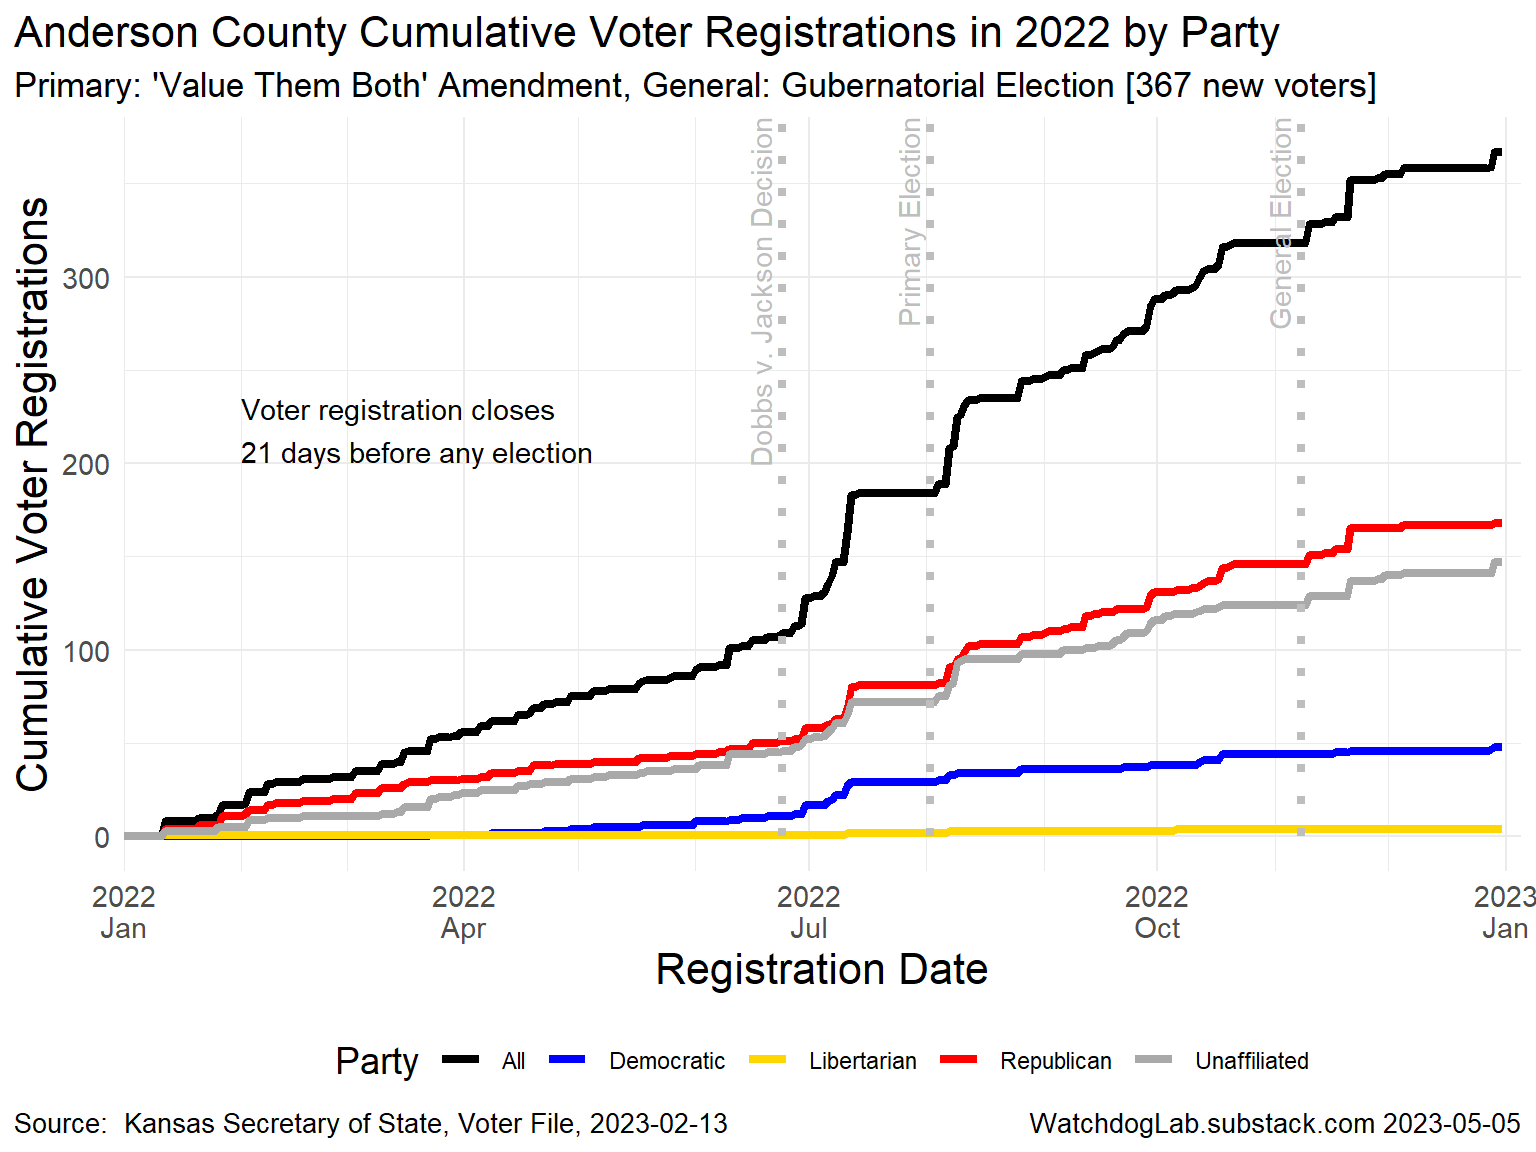 Anderson County Cumulative Voter Registrations in 2022 by Party
Primary: 'Value Them Both' Amendment, General: Gubernatorial Election [367 new voters]
Cumulative Voter Registrations
300
200
100
0
Dobbs v. Jackson Decision
Primary Election
General Election
Voter registration closes
21 days before any election
2022
Jan
2022
Apr
2022
Jul
2022
Oct
2023
Jan
Registration Date
Party All Democratic Libertarian Republican Unaffiliated
Source:  Kansas Secretary of State, Voter File, 2023-02-13
WatchdogLab.substack.com 2023-05-05